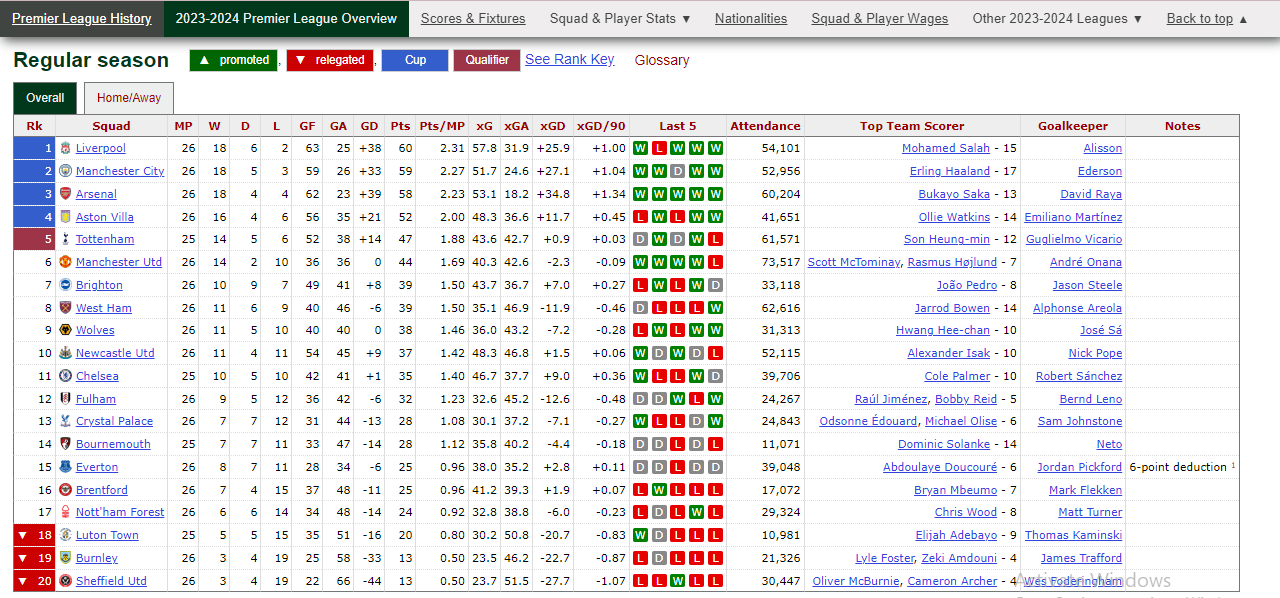 Premier League History 2023-2024 Premier League Overview Scores & Fixtures Squad & Player Stats ▼ Nationalities Squad & Player Wages Other 2023-2024 Leagues ▼ Back to top ▲
Regular season ▲ promoted, ▼ relegated, Cup Qualifier See Rank Key Glossary
Overall Home/Away
Rk Squad MP W D L GF GA GD Pts Pts/MP xG xGA xGD xGD/90 Last 5 Attendance Top Team Scorer Goalkeeper Notes
1 Liverpool 26 18 6 2 63 25 +38 60 2.31 57.8 31.9 +25.9 +1.00 W L W W W 54,101 Mohamed Salah - 15 Alisson
2 Manchester City 26 18 5 3 59 26 +33 59 2.27 51.7 24.6 +27.1 +1.04 W W D W W 52,956 Erling Haaland - 17 Ederson
3 Arsenal 26 18 4 4 62 23 +39 58 2.23 53.1 18.2 +34.8 +1.34 W W W W W 60,204 Bukayo Saka - 13 David Raya
4 Aston Villa 26 16 4 6 56 35 +21 52 2.00 48.3 36.6 +11.7 +0.45 L W L W W 41,651 Ollie Watkins - 14 Emiliano Martínez
5 Tottenham 25 14 5 6 52 38 +14 47 1.88 43.6 42.7 +0.9 +0.03 D W D W L 61,571 Son Heung-min - 12 Guglielmo Vicario
6 Manchester Utd 26 14 2 10 36 36 0 44 1.69 40.3 42.6 -2.3 -0.09 W W W W L 73,517 Scott McTominay, Rasmus Højlund - 7 André Onana
7 Brighton 26 10 9 7 49 41 +8 39 1.50 43.7 36.7 +7.0 +0.27 L W L W D 33,118 João Pedro - 8 Jason Steele
8 West Ham 26 11 6 9 40 46 -6 39 1.50 35.1 46.9 -11.9 -0.46 D L L L W 62,616 Jarrod Bowen - 14 Alphonse Areola
9 Wolves 26 11 5 10 40 40 0 38 1.46 36.0 43.2 -7.2 -0.28 L W L W W 31,313 Hwang Hee-chan - 10 José Sá
10 Newcastle Utd 26 11 4 11 54 45 +9 37 1.42 48.3 46.8 +1.5 +0.06 W D W D L 52,115 Alexander Isak - 10 Nick Pope
11 Chelsea 25 10 5 10 42 41 +1 35 1.40 46.7 37.7 +9.0 +0.36 W L L W D 39,706 Cole Palmer - 10 Robert Sánchez
12 Fulham 26 9 5 12 36 42 -6 32 1.23 32.6 45.2 -12.6 -0.48 D D W L W 24,267 Raúl Jiménez, Bobby Reid - 5 Bernd Leno
13 Crystal Palace 26 7 7 12 31 44 -13 28 1.08 30.1 37.2 -7.1 -0.27 W L L D W 24,843 Odsonne Édouard, Michael Olise - 6 Sam Johnstone
14 Bournemouth 25 7 7 11 33 47 -14 28 1.12 35.8 40.2 -4.4 -0.18 D D L D L 11,071 Dominic Solanke - 14 Neto
15 Everton 26 8 7 11 28 34 -6 25 0.96 38.0 35.2 +2.8 +0.11 D D L D D 39,048 Abdoulaye Doucouré - 6 Jordan Pickford 6-point deduction ¹
16 Brentford 26 7 4 15 37 48 -11 25 0.96 41.2 39.3 +1.9 +0.07 L W L L L 17,072 Bryan Mbeumo - 7 Mark Flekken
17 Nott'ham Forest 26 6 6 14 34 48 -14 24 0.92 32.8 38.8 -6.0 -0.23 L D L W L 29,324 Chris Wood - 8 Matt Turner
▼ 18 Luton Town 25 5 5 15 35 51 -16 20 0.80 30.2 50.8 -20.7 -0.83 W D L L L 10,981 Elijah Adebayo - 9 Thomas Kaminski
▼ 19 Burnley 26 3 4 19 25 58 -33 13 0.50 23.5 46.2 -22.7 -0.87 L D L L L 21,326 Lyle Foster, Zeki Amdouni - 4 James Trafford
▼ 20 Sheffield Utd 26 3 4 19 22 66 -44 13 0.50 23.7 51.5 -27.7 -1.07 L L W L L 30,447 Oliver McBurnie, Cameron Archer - 4 Wes Foderingham
Activate Windows